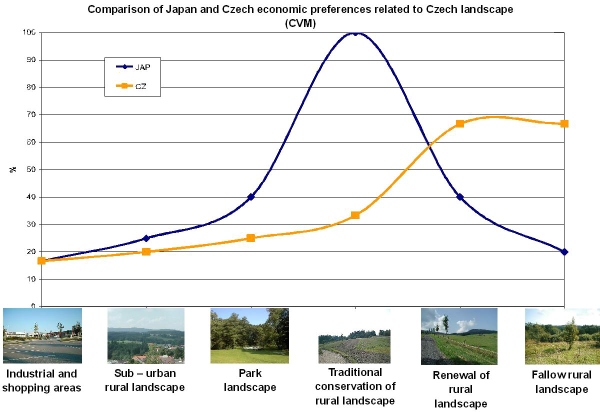 Comparison of Japan and Czech economic preferences related to Czech landscape
(CVM)
100
90
80
70
60
50
40
30
20
10
0
%
JAP
CZ
Industrial and
shopping areas
Sub – urban
rural landscape
Park
landscape
Traditional
conservation of
rural landscape
Renewal of
rural
landscape
Fallow rural
landscape